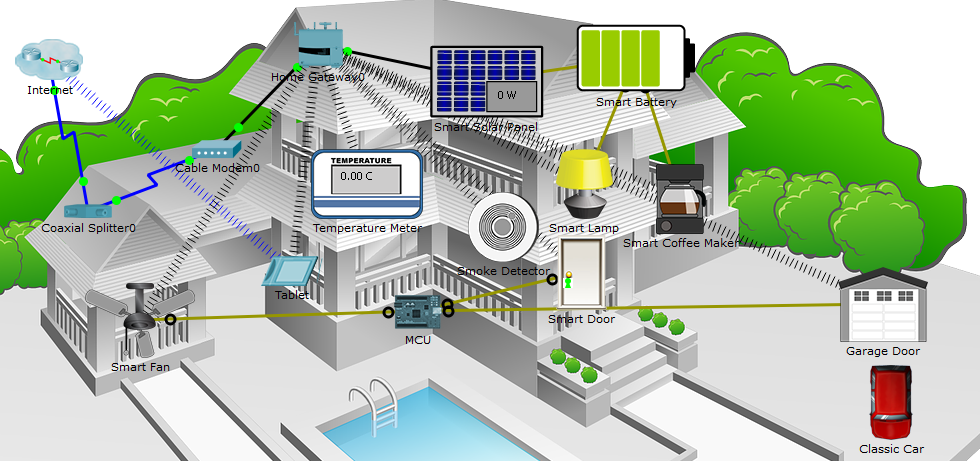 Internet
Home Gateway0
0 W
Smart Solar Panel
Smart Battery
Cable Modem0
TEMPERATURE
0.00 C
Coaxial Splitter0
Temperature Meter
Smart Lamp
Smart Coffee Maker
Smoke Detector
Tablet
Smart Door
MCU
Garage Door
Smart Fan
Classic Car